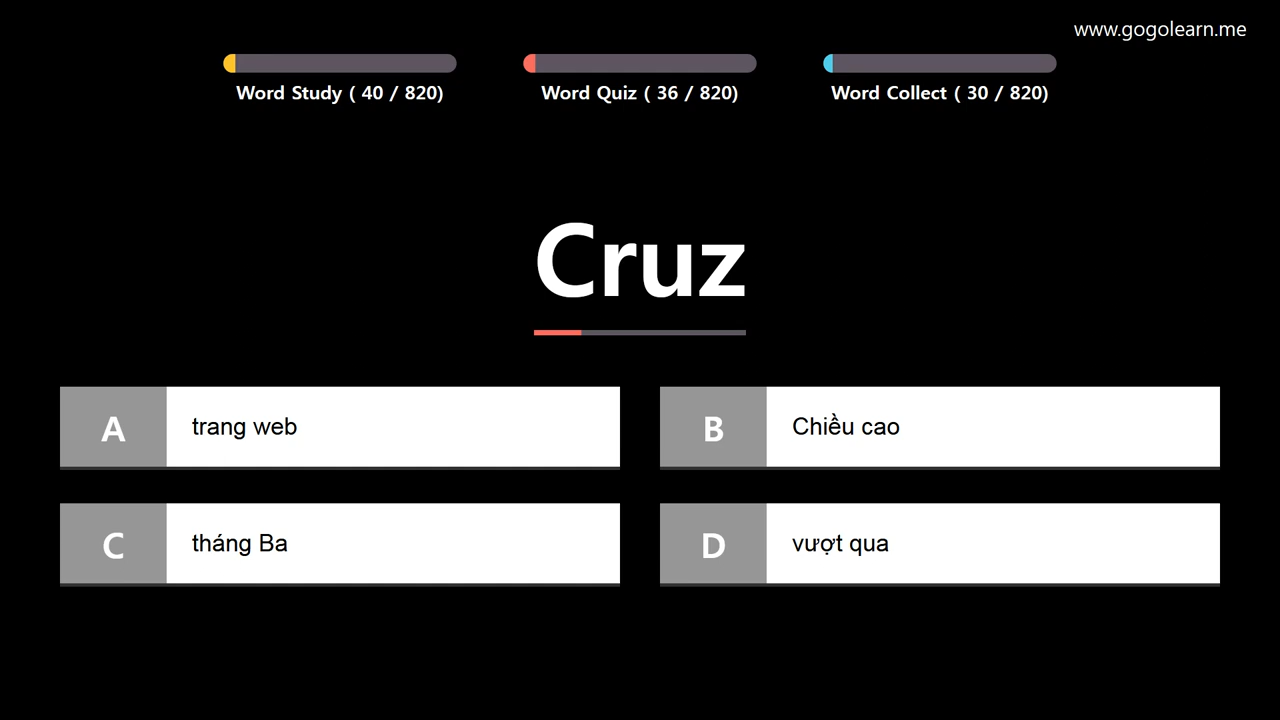 www.gogolearn.me
Word Study ( 40 / 820)
Word Quiz ( 36 / 820)
Word Collect ( 30 / 820)
Cruz
A trang web
B Chiều cao
C tháng Ba
D vượt qua